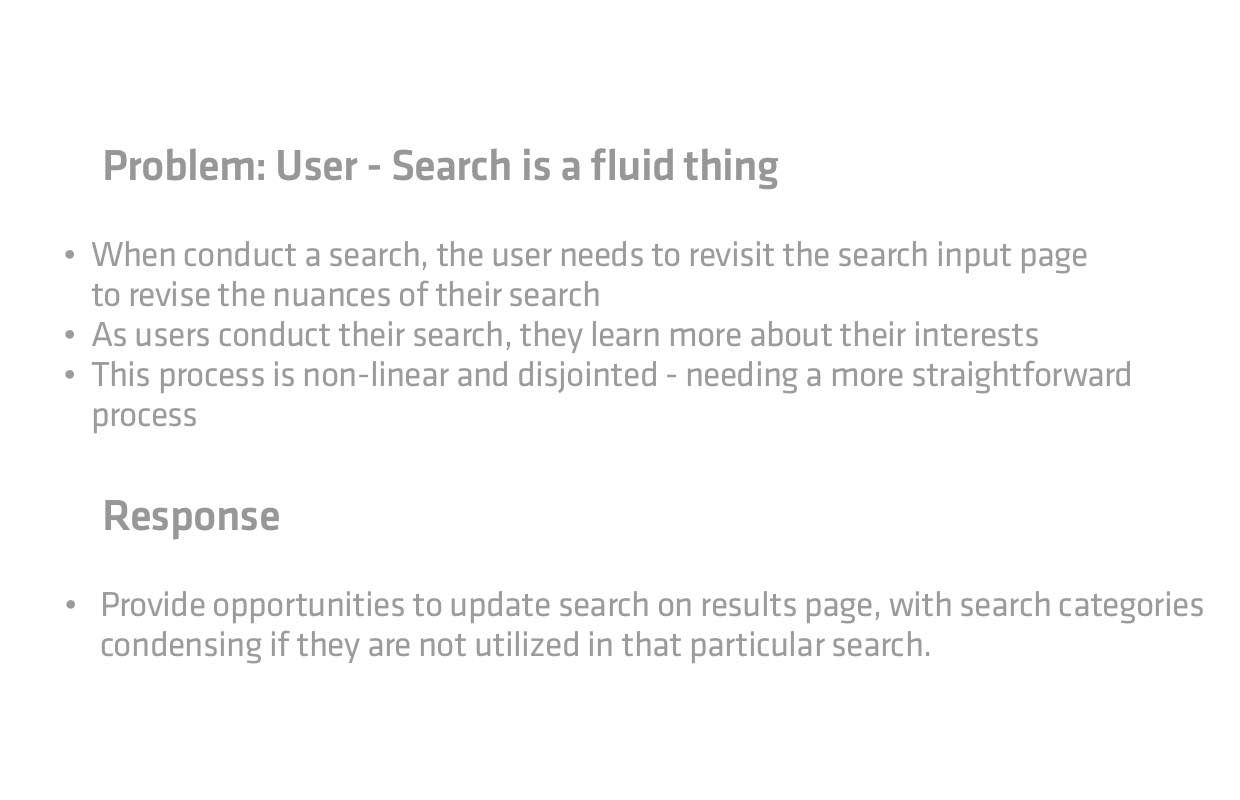 Problem: User - Search is a fluid thing
• When conduct a search, the user needs to revisit the search input page
to revise the nuances of their search
• As users conduct their search, they learn more about their interests
• This process is non-linear and disjointed - needing a more straightforward
process
Response
• Provide opportunities to update search on results page, with search categories
condensing if they are not utilized in that particular search.